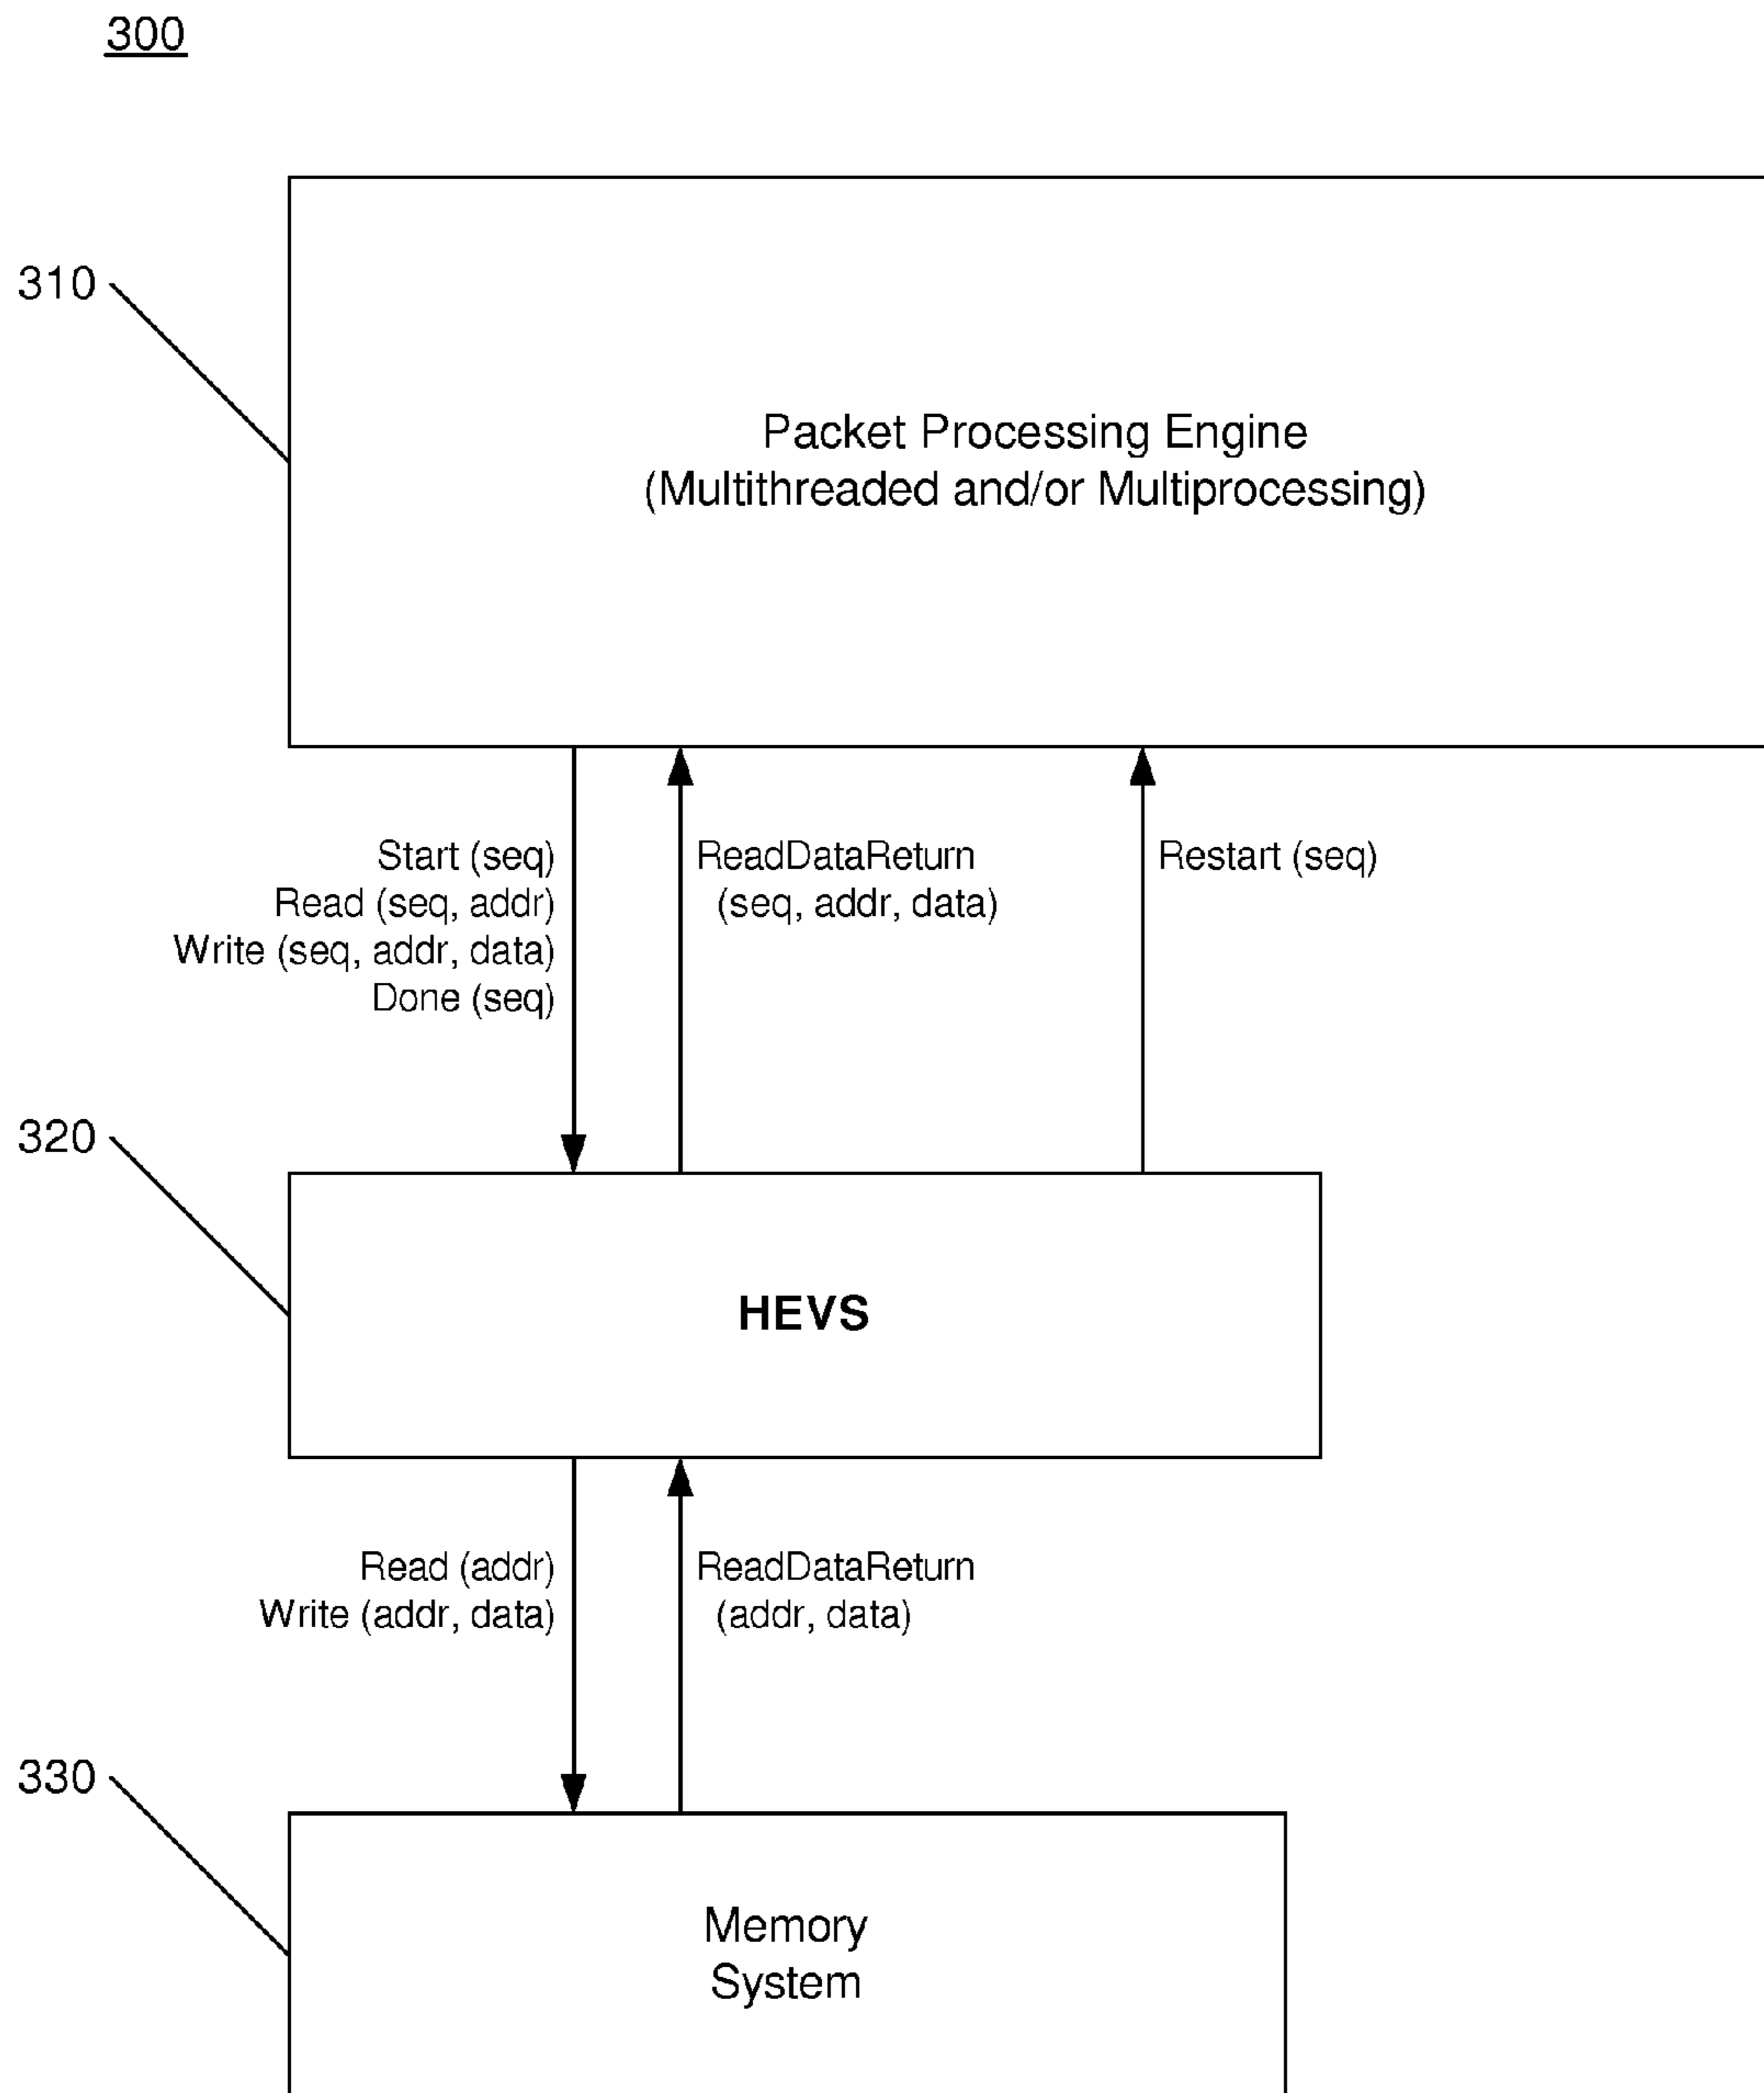 300
310
Packet Processing Engine
(Multithreaded and/or Multiprocessing)
Start (seq)
Read (seq, addr)
Write (seq, addr, data)
Done (seq)
ReadDataReturn
(seq, addr, data)
Restart (seq)
320
HEVS
Read (addr)
Write (addr, data)
ReadDataReturn
(addr, data)
330
Memory
System